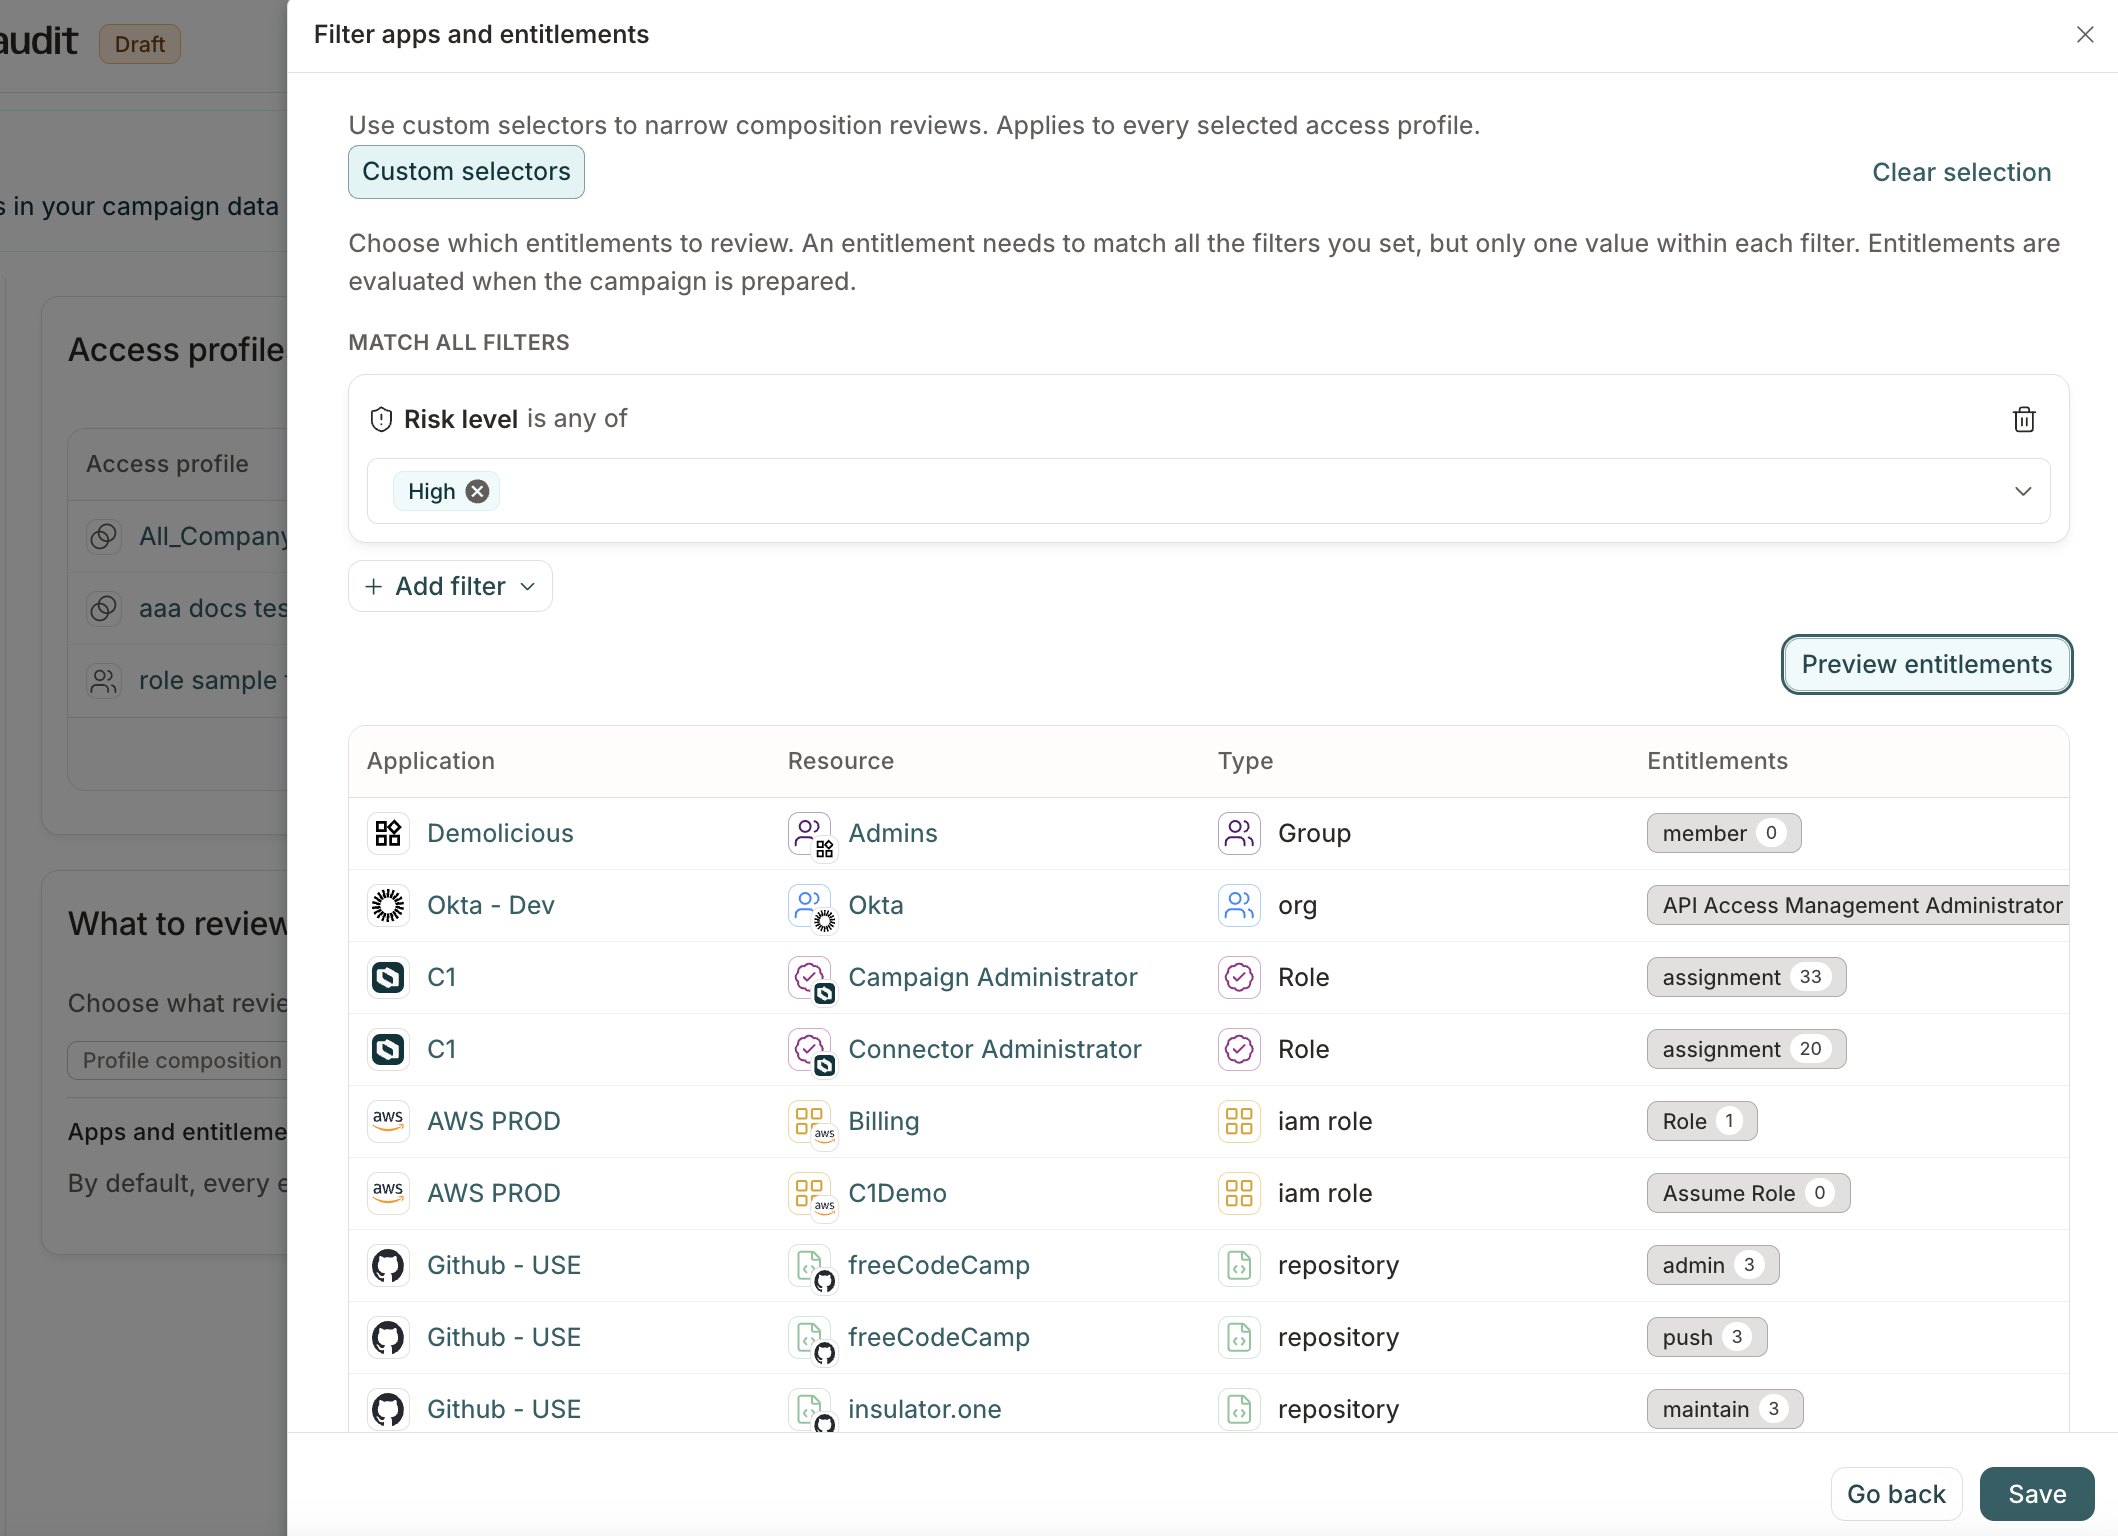 audit
Draft
s in your campaign data
Access profile
Access profile
All_Company
aaa docs tes
role sample
What to review
Choose what revie
Profile composition
Apps and entitleme
By default, every e
Filter apps and entitlements
Use custom selectors to narrow composition reviews. Applies to every selected access profile.
Custom selectors
Clear selection
Choose which entitlements to review. An entitlement needs to match all the filters you set, but only one value within each filter. Entitlements are
evaluated when the campaign is prepared.
MATCH ALL FILTERS
Risk level is any of
High
Add filter
Preview entitlements
Application Resource Type Entitlements
Demolicious Admins Group member 0
Okta - Dev Okta org API Access Management Administrator
C1 Campaign Administrator Role assignment 33
C1 Connector Administrator Role assignment 20
aws AWS PROD aws Billing iam role Role 1
aws AWS PROD aws C1Demo iam role Assume Role 0
Github - USE freeCodeCamp repository admin 3
Github - USE freeCodeCamp repository push 3
Github - USE insulator.one repository maintain 3
Go back Save